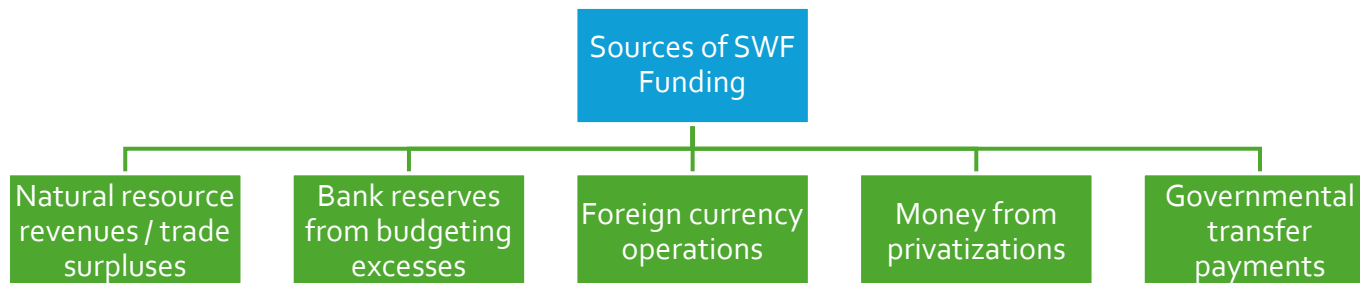 Sources of SWF
Funding
Natural resource
revenues / trade
surpluses
Bank reserves
from budgeting
excesses
Foreign currency
operations
Money from
privatizations
Governmental
transfer
payments